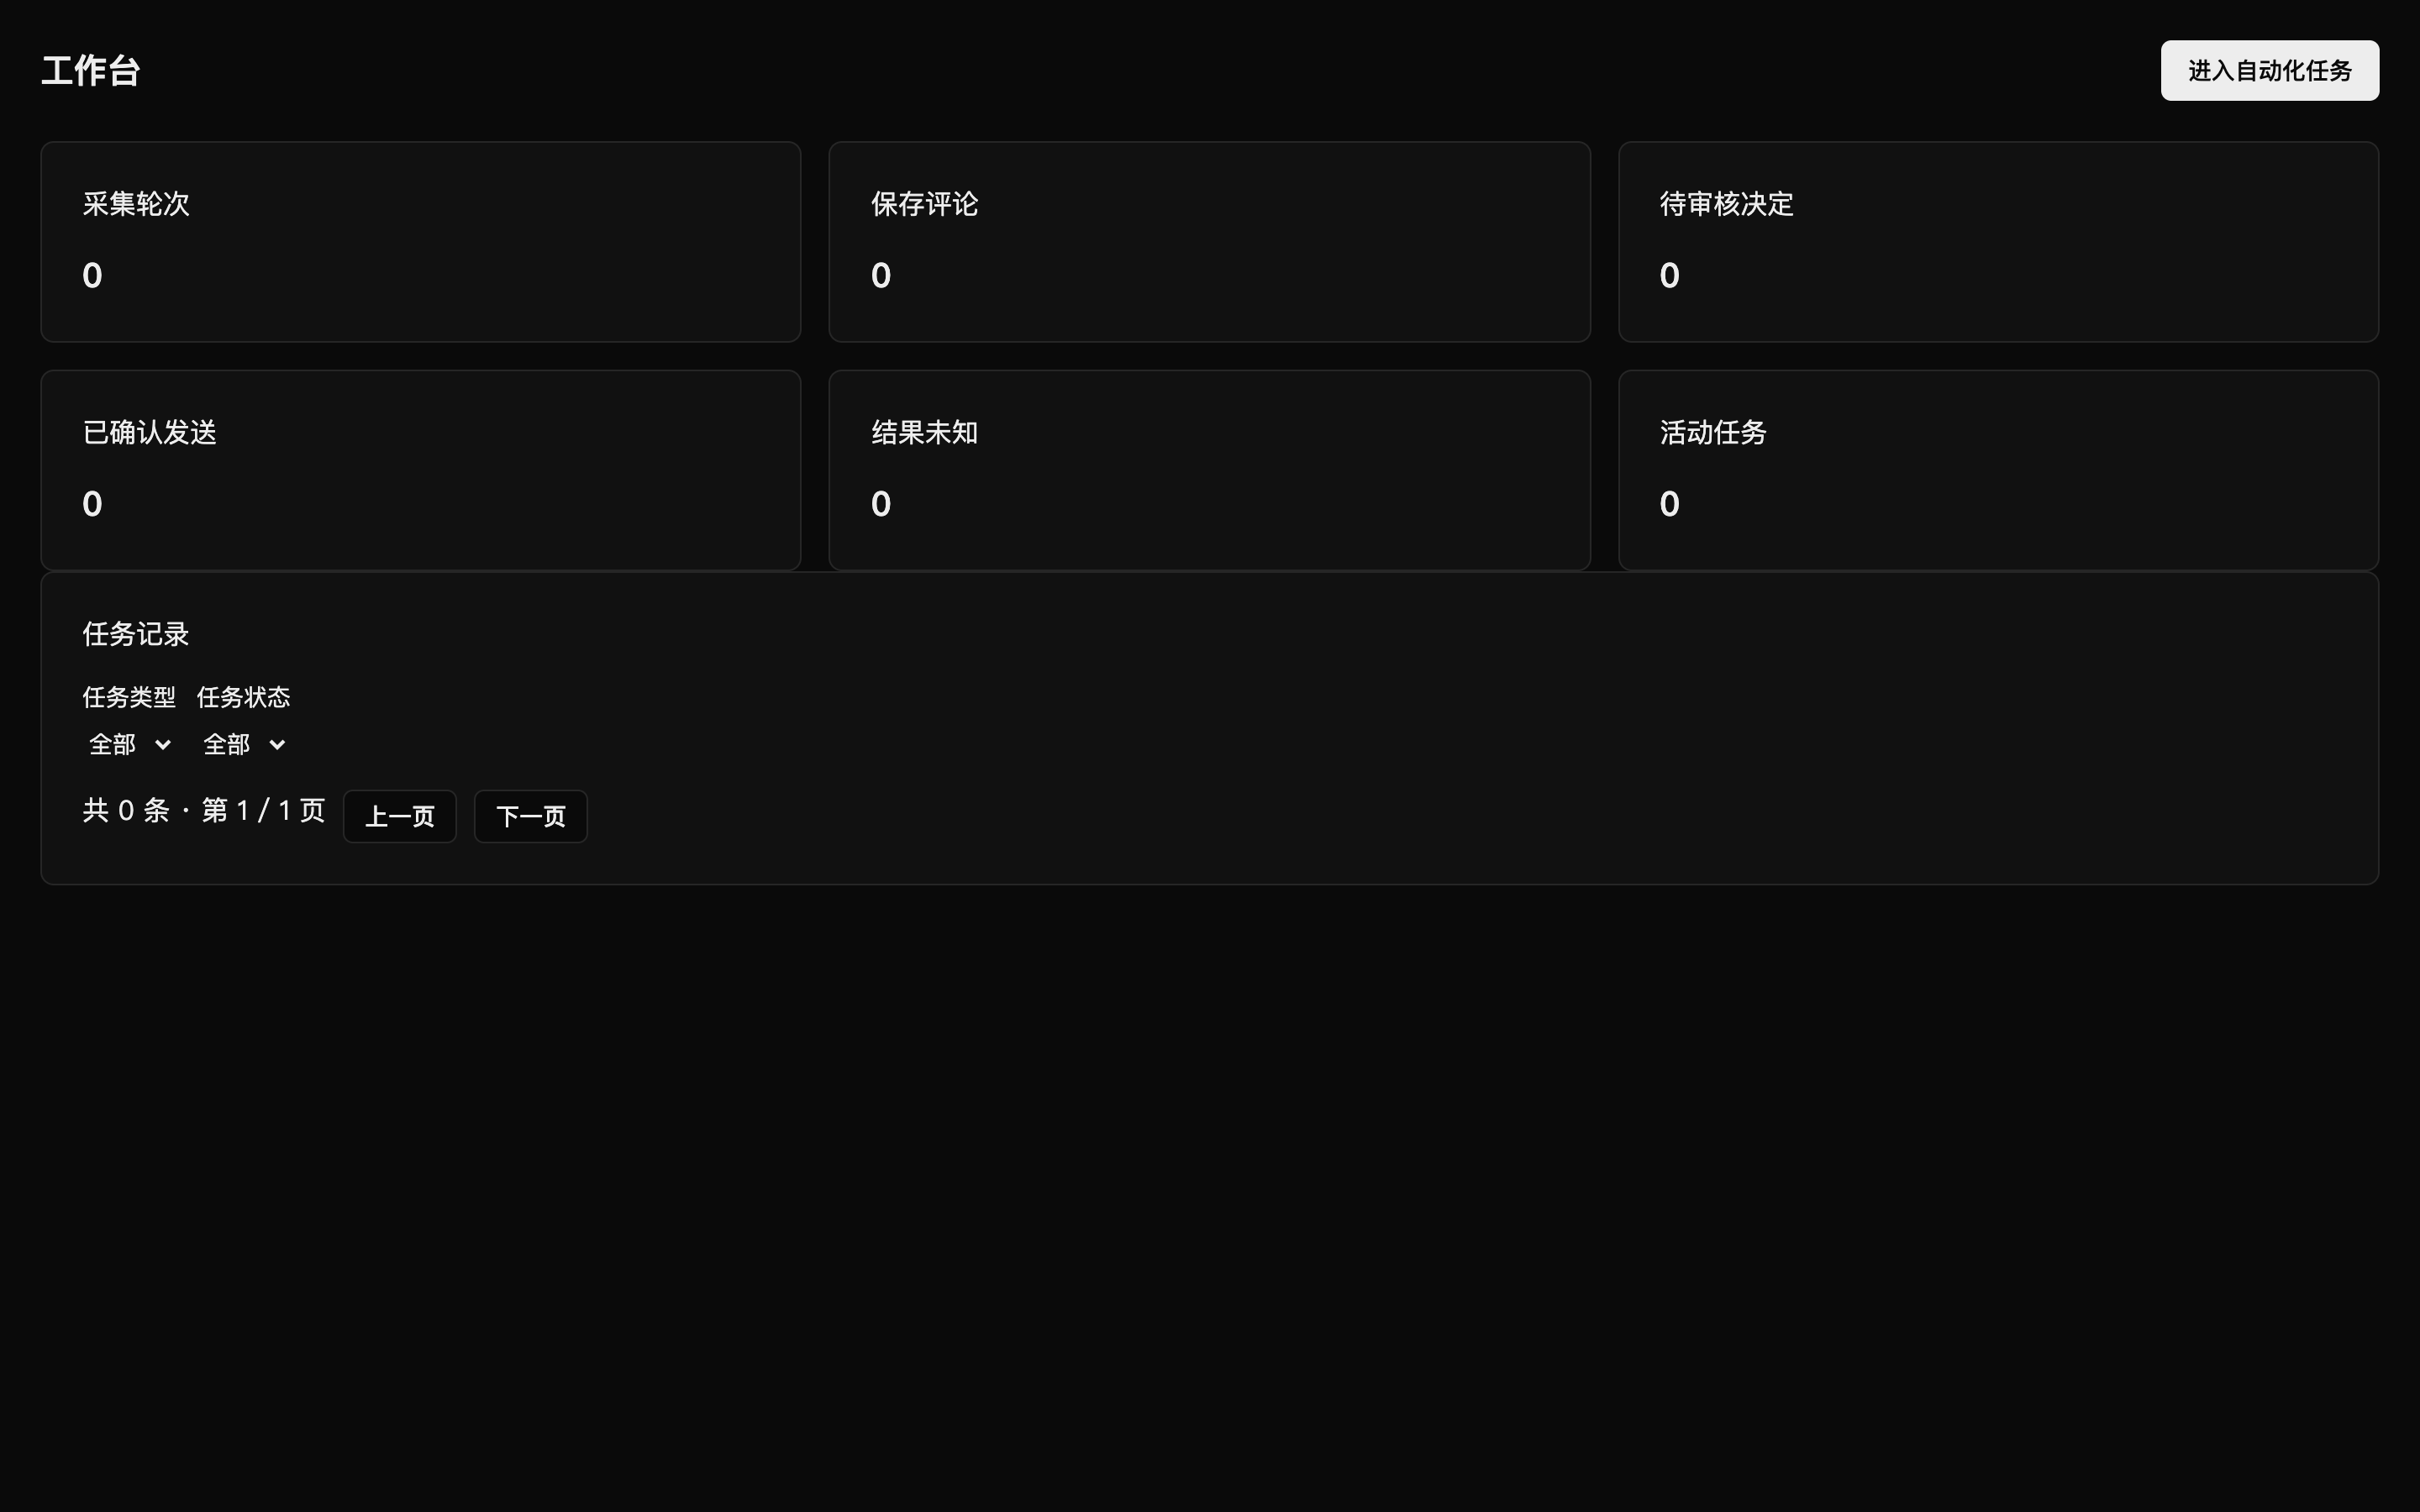 工作台
进入自动化任务
采集轮次
0
保存评论
0
待审核决定
0
已确认发送
0
结果未知
0
活动任务
0
任务记录
任务类型 任务状态
全部 全部
共 0 条 · 第 1 / 1 页 上一页 下一页